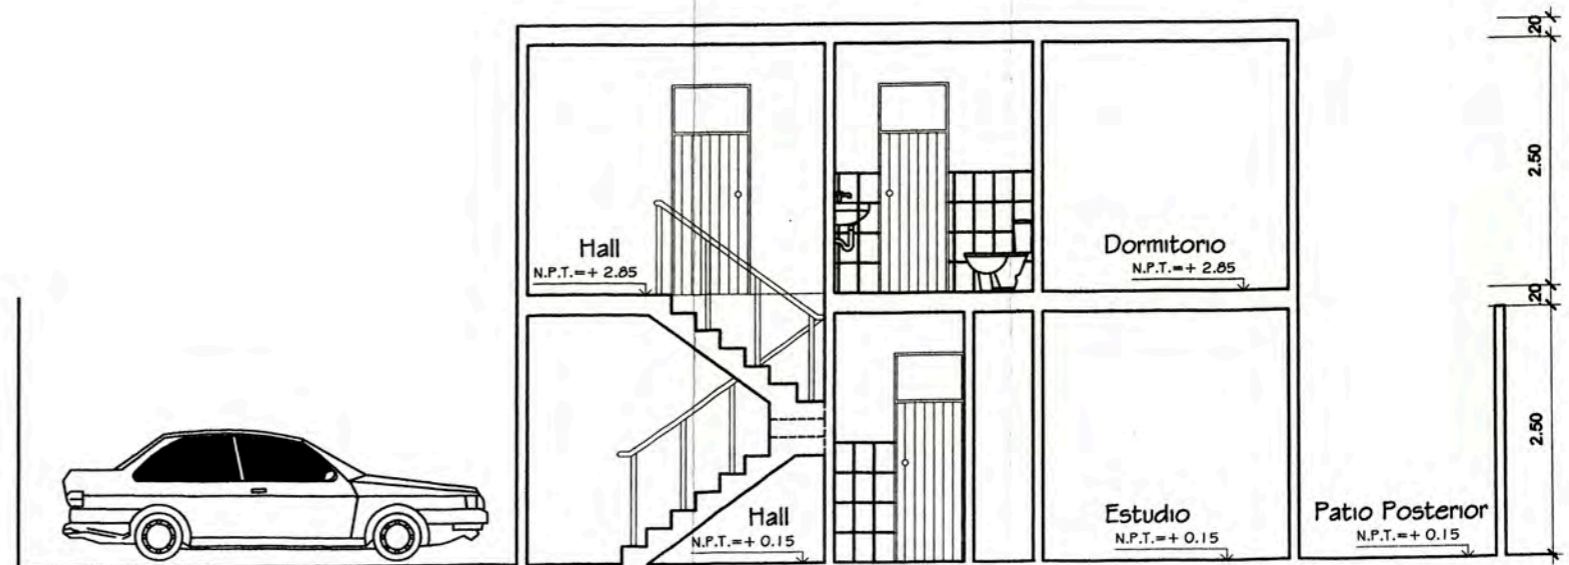 20
2.50
Hall
N.P.T.=+ 2.85
Dormitorio
N.P.T.=+ 2.85
20
2.50
Hall
N.P.T.=+ 0.15
Estudio
N.P.T.=+ 0.15
Patio Posterior
N.P.T.=+ 0.15